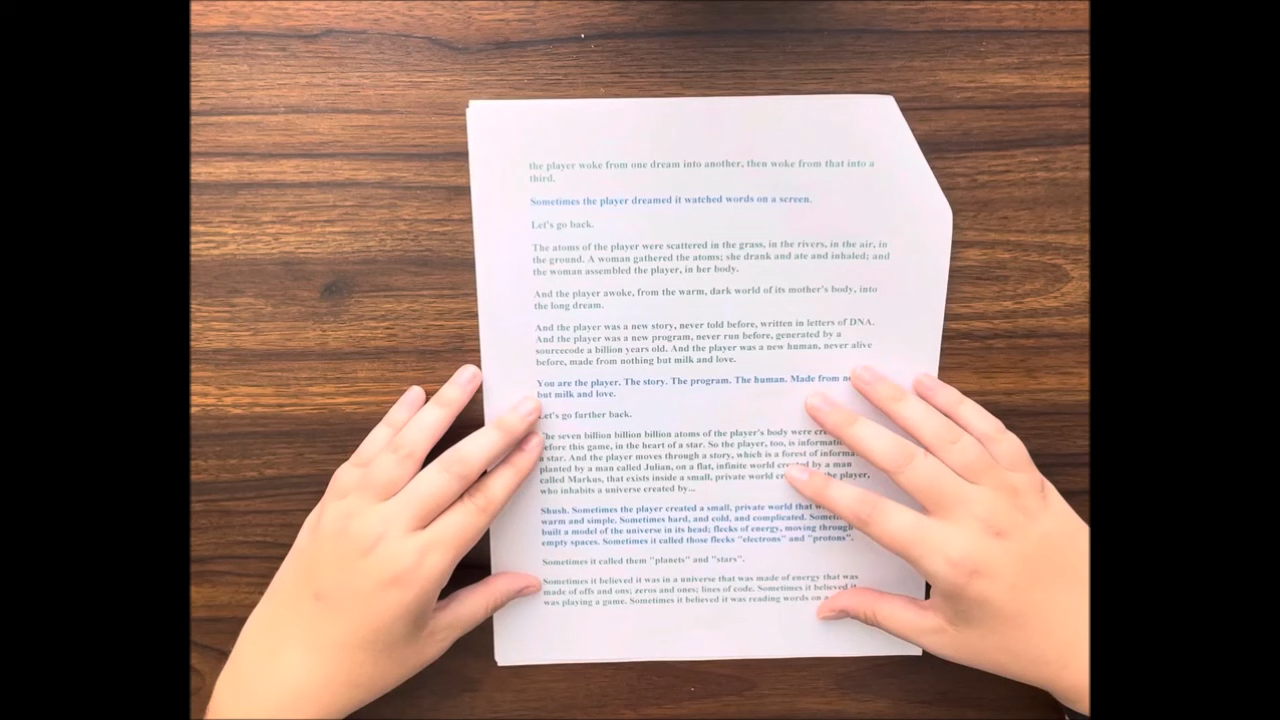 the player woke from one dream into another, then woke from that into a
third.
Sometimes the player dreamed it watched words on a screen.
Let's go back.
The atoms of the player were scattered in the grass, in the rivers, in the air, in
the ground. A woman gathered the atoms; she drank and ate and inhaled; and
the woman assembled the player, in her body.
And the player awoke, from the warm, dark world of its mother's body, into
the long dream.
And the player was a new story, never told before, written in letters of DNA.
And the player was a new program, never run before, generated by a
sourcecode a billion years old. And the player was a new human, never alive
before, made from nothing but milk and love.
You are the player. The story. The program. The human. Made from
but milk and love.
Let's go further back.
The seven billion billion billion atoms of the player's body were
before this game, in the heart of a star. So the player, too, is
a star. And the player moves through a story, which is a forest of
planted by a man called Julian, on a flat, infinite world created by a man
called Markus, that exists inside a small, private world the player,
who inhabits a universe created by...
Shush. Sometimes the player created a small, private world that
warm and simple. Sometimes hard, and cold, and complicated.
built a model of the universe in its head; flecks of energy, moving through
empty spaces. Sometimes it called those flecks "electrons" and "protons".
Sometimes it called them "planets" and "stars".
Sometimes it believed it was in a universe that was made of energy that was
made of offs and ons; zeros and ones; lines of code. Sometimes it believed it
was playing a game. Sometimes it believed it was reading words on a